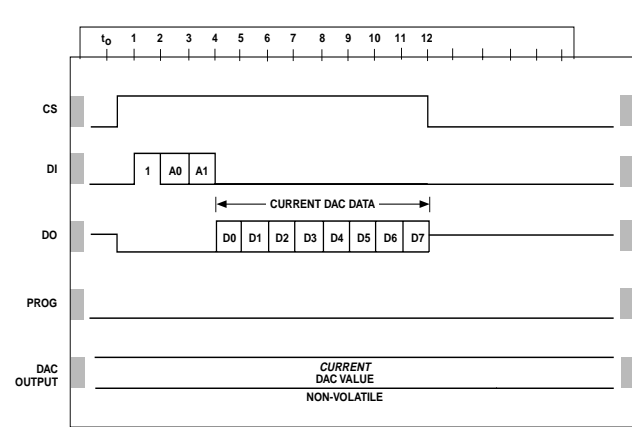 to 1 2 3 4 5 6 7 8 9 10 11 12
CS
DI 1 A0 A1
CURRENT DAC DATA
DO D0 D1 D2 D3 D4 D5 D6 D7
PROG
DAC
OUTPUT
CURRENT
DAC VALUE
NON-VOLATILE